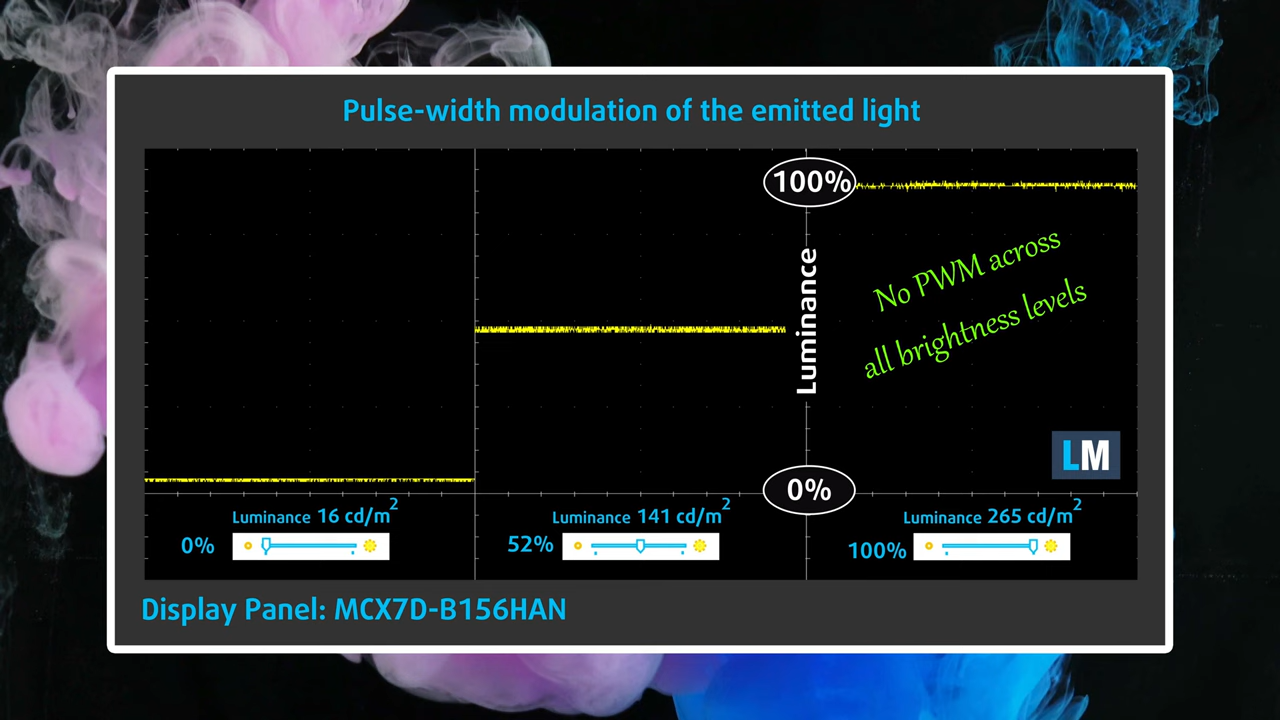 Pulse-width modulation of the emitted light
100%
Luminance
No PWM across
all brightness levels
LM
0%
Luminance 16 cd/m²
0%
Luminance 141 cd/m²
52%
Luminance 265 cd/m²
100%
Display Panel: MCX7D-B156HAN